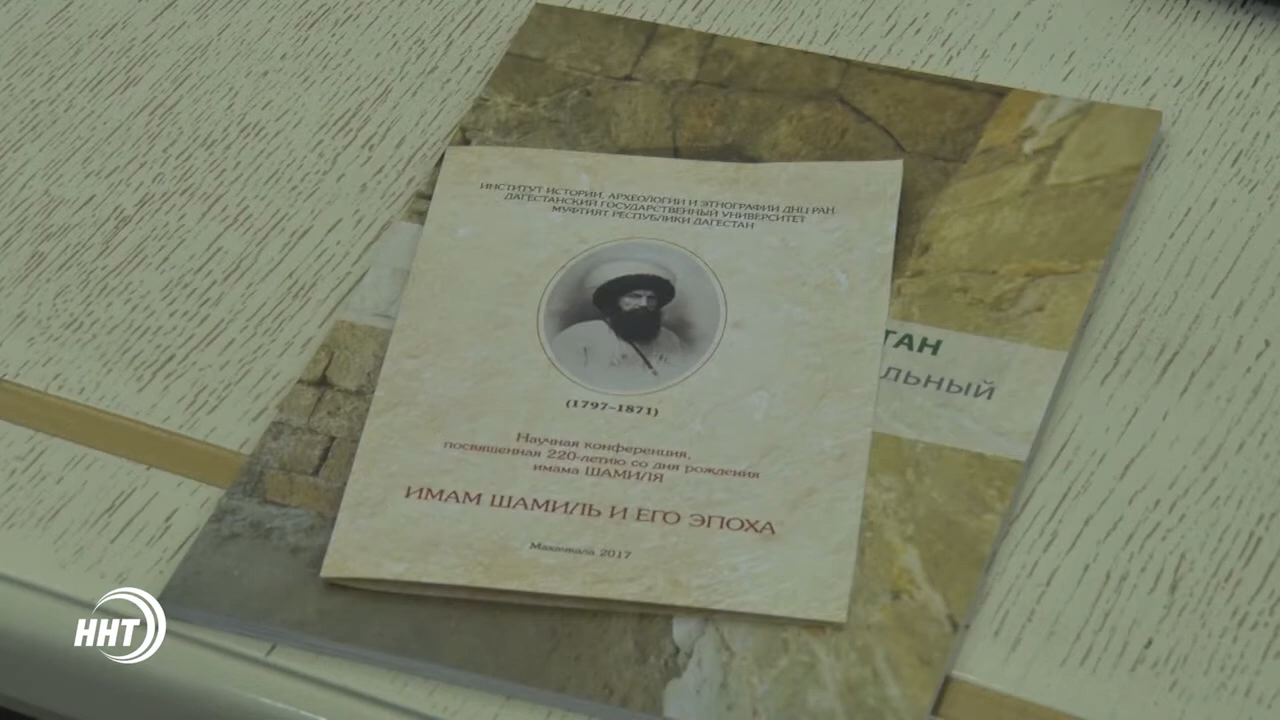 ИНСТИТУТ ИСТОРИИ, АРХЕОЛОГИИ И ЭТНОГРАФИИ ДНЦ РАН
ДАГЕСТАНСКИЙ ГОСУДАРСТВЕННЫЙ УНИВЕРСИТЕТ
МУФТИЯТ РЕСПУБЛИКИ ДАГЕСТАН
(1797–1871)
Научная конференция,
посвященная 220-летию со дня рождения
имама ШАМИЛЯ
ИМАМ ШАМИЛЬ И ЕГО ЭПОХА
Махачкала 2017
ТАН
ЛЬНЫЙ
ННТ